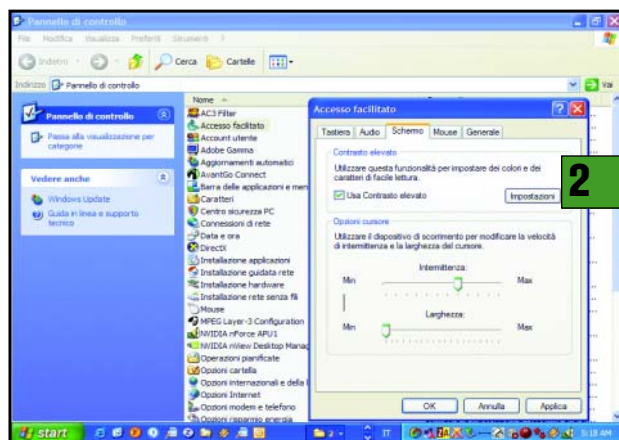 Pannello di controllo
File Modifica Visualizza Preferiti Strumenti ?
Indietro Cerca Cartelle
Indirizzo Pannello di controllo Vai
Pannello di controllo
Passa alla visualizzazione per
categorie
Vedere anche
Windows Update
Guida in linea e supporto
tecnico
Nome
AC3 Filter
Accesso facilitato
Account utente
Adobe Gamma
Aggiornamenti automatici
AvantGo Connect
Barra delle applicazioni e men
Caratteri
Centro sicurezza PC
Connessioni di rete
Data e ora
DirectX
Installazione applicazioni
Installazione guidata rete
Installazione hardware
Installazione rete senza fili
Mouse
MPEG Layer-3 Configuration
NVIDIA nForce APU1
NVIDIA nView Desktop Manag
Operazioni pianificate
Opzioni cartella
Opzioni internazionali e della l
Opzioni Internet
Opzioni modem e telefono
Opzioni risparmio energia
Accesso facilitato
Tastiera Audio Schermo Mouse Generale
Contrasto elevato
Utilizzare questa funzionalità per impostare dei colori e dei
caratteri di facile lettura.
Usa Contrasto elevato Impostazioni
Opzioni cursore
Utilizzare il dispositivo di scorrimento per modificare la velocità
di intermittenza e la larghezza del cursore.
Intermittenza:
Min Max
Larghezza:
Min Max
OK Annulla Applica
2
start 2 IT 5:18 AM